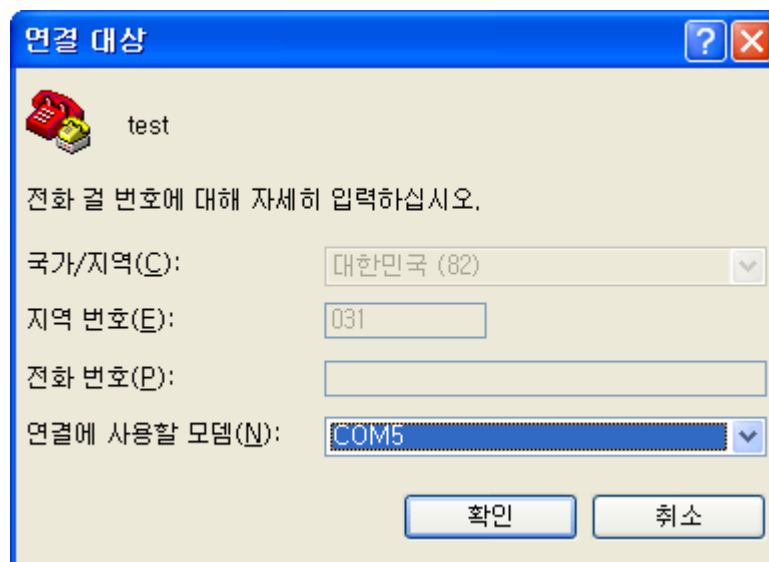 연결 대상
test
전화 걸 번호에 대해 자세히 입력하십시오.
국가/지역(C): 대한민국 (82)
지역 번호(E): 031
전화 번호(P):
연결에 사용할 모뎀(N): COM5
확인 취소